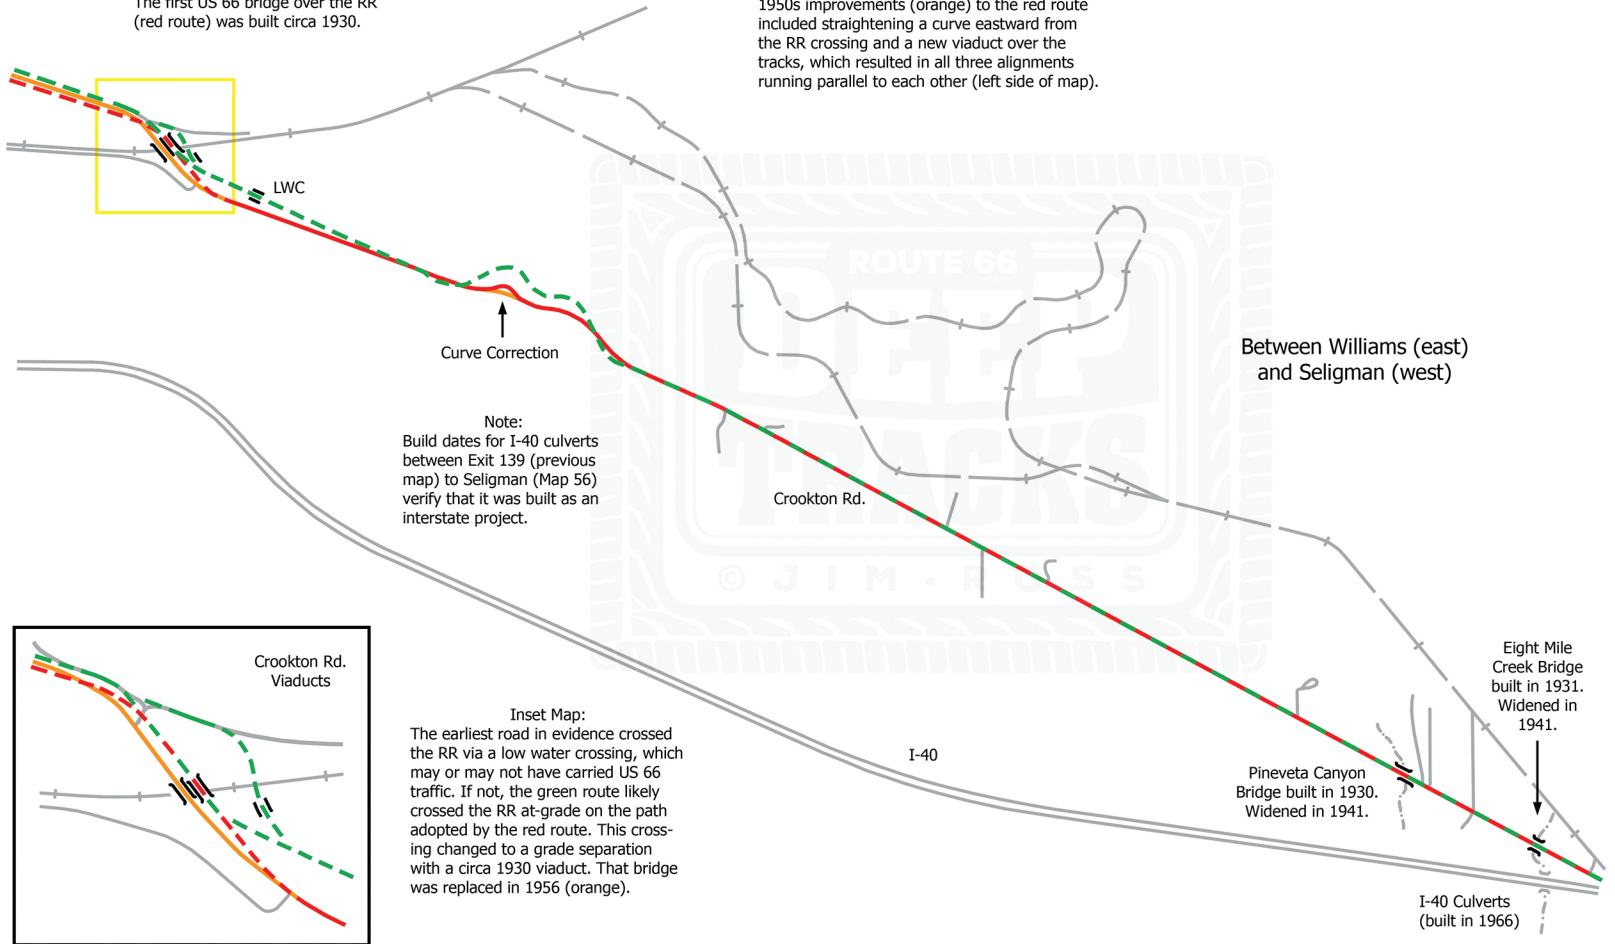 The first US 66 bridge over the RR
(red route) was built circa 1930.
1950s improvements (orange) to the red route
included straightening a curve eastward from
the RR crossing and a new viaduct over the
tracks, which resulted in all three alignments
running parallel to each other (left side of map).
LWC
ROUTE 66
DEEP
TRACKS
© JIM · ROSS
Curve Correction
Between Williams (east)
and Seligman (west)
Note:
Build dates for I-40 culverts
between Exit 139 (previous
map) to Seligman (Map 56)
verify that it was built as an
interstate project.
Crookton Rd.
Crookton Rd.
Viaducts
Inset Map:
The earliest road in evidence crossed
the RR via a low water crossing, which
may or may not have carried US 66
traffic. If not, the green route likely
crossed the RR at-grade on the path
adopted by the red route. This cross-
ing changed to a grade separation
with a circa 1930 viaduct. That bridge
was replaced in 1956 (orange).
I-40
Eight Mile
Creek Bridge
built in 1931.
Widened in
1941.
Pineveta Canyon
Bridge built in 1930.
Widened in 1941.
I-40 Culverts
(built in 1966)